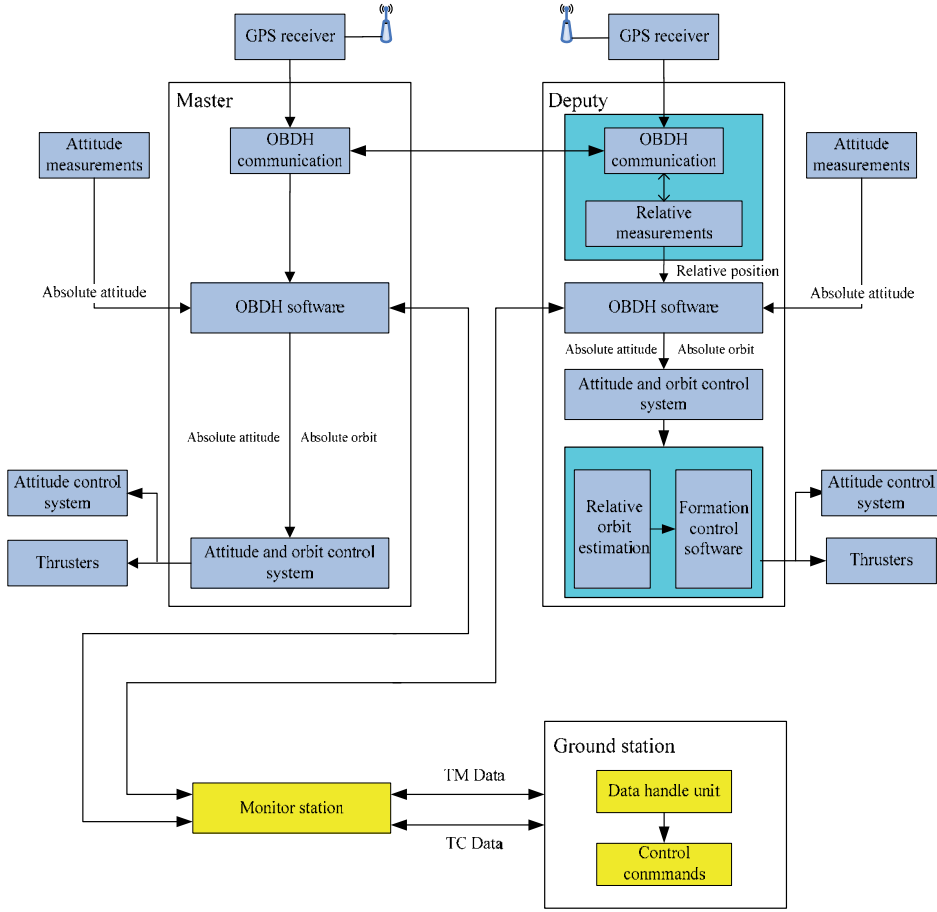 GPS receiver
GPS receiver
Master
Deputy
OBDH
communication
OBDH
communication
Attitude
measurements
Attitude
measurements
Relative
measurements
Relative position
Absolute attitude
Absolute attitude
OBDH software
OBDH software
Absolute attitude
Absolute orbit
Attitude and orbit control
system
Absolute attitude
Absolute orbit
Attitude control
system
Attitude control
system
Relative
orbit
estimation
Formation
control
software
Thrusters
Attitude and orbit control
system
Thrusters
Ground station
TM Data
Data handle unit
Monitor station
TC Data
Control
conmmands